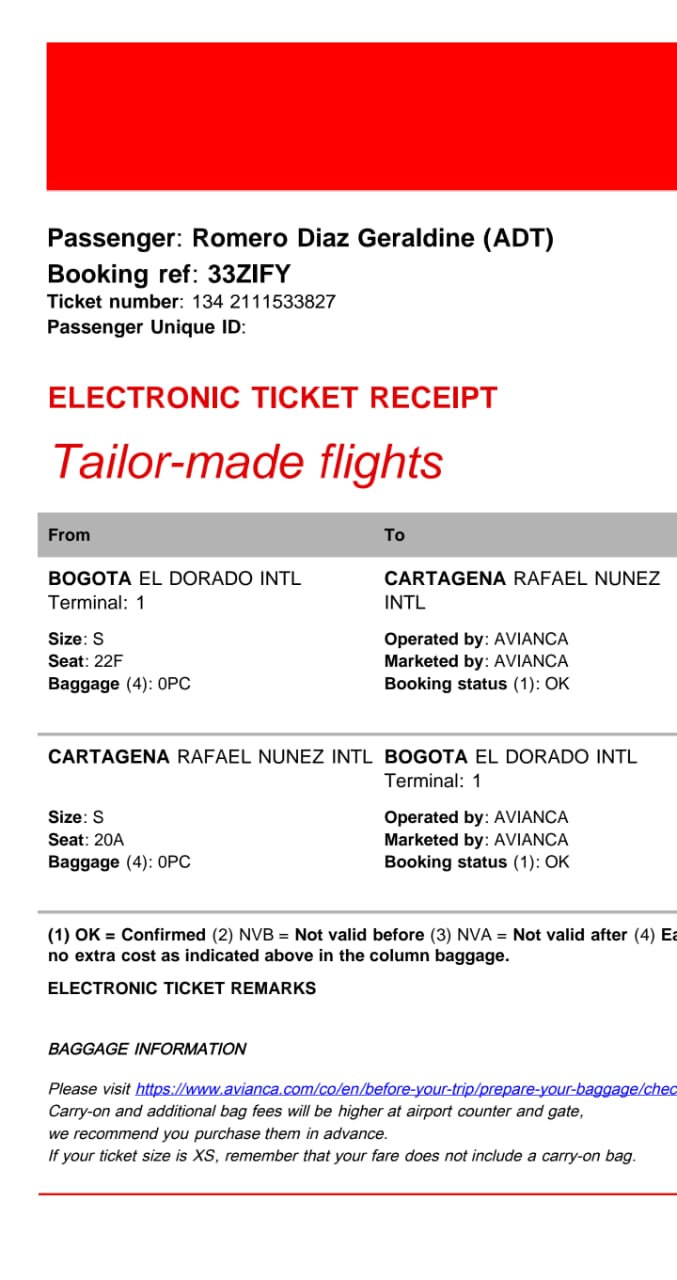 Passenger: Romero Diaz Geraldine (ADT)
Booking ref: 33ZIFY
Ticket number: 134 2111533827
Passenger Unique ID:
ELECTRONIC TICKET RECEIPT
Tailor-made flights
From To
BOGOTA EL DORADO INTL CARTAGENA RAFAEL NUNEZ
Terminal: 1 INTL
Size: S Operated by: AVIANCA
Seat: 22F Marketed by: AVIANCA
Baggage (4): 0PC Booking status (1): OK
CARTAGENA RAFAEL NUNEZ INTL BOGOTA EL DORADO INTL
Terminal: 1
Size: S Operated by: AVIANCA
Seat: 20A Marketed by: AVIANCA
Baggage (4): 0PC Booking status (1): OK
(1) OK = Confirmed (2) NVB = Not valid before (3) NVA = Not valid after (4)
no extra cost as indicated above in the column baggage.
ELECTRONIC TICKET REMARKS
BAGGAGE INFORMATION
Please visit https://www.avianca.com/co/en/before-your-trip/prepare-your-baggage/chec
Carry-on and additional bag fees will be higher at airport counter and gate,
we recommend you purchase them in advance.
If your ticket size is XS, remember that your fare does not include a carry-on bag.